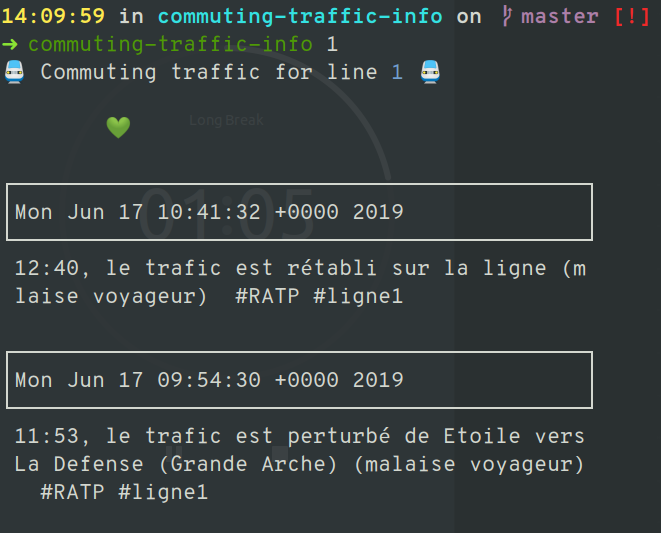 14:09:59 in commuting-traffic-info on master [!]
➜ commuting-traffic-info 1
🚇 Commuting traffic for line 1 🚇
💚
Long Break
01:05
Mon Jun 17 10:41:32 +0000 2019
12:40, le trafic est rétabli sur la ligne (m
laise voyageur)  #RATP #ligne1
Mon Jun 17 09:54:30 +0000 2019
11:53, le trafic est perturbé de Etoile vers
La Defense (Grande Arche) (malaise voyageur)
#RATP #ligne1